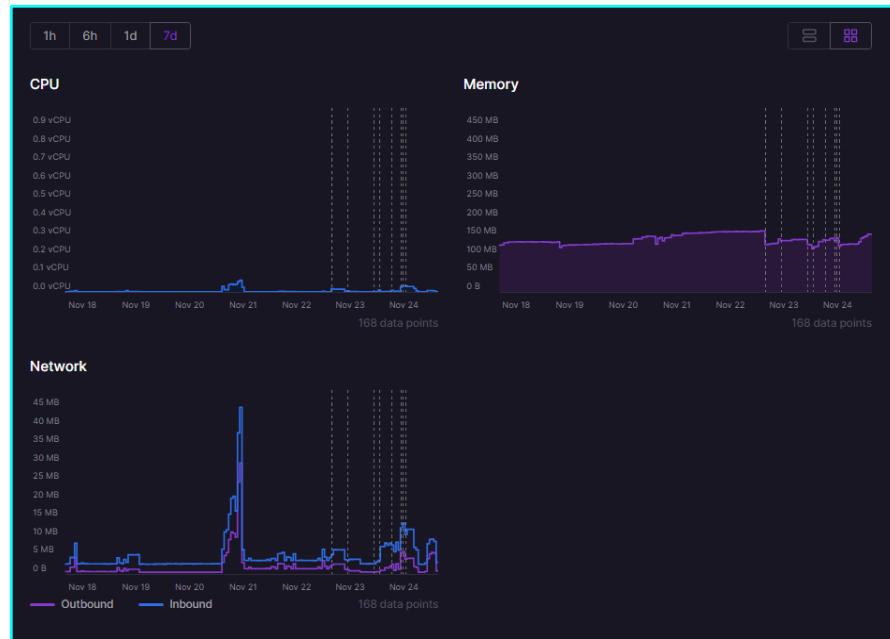 1h 6h 1d 7d
CPU
0.9 vCPU
0.8 vCPU
0.7 vCPU
0.6 vCPU
0.5 vCPU
0.4 vCPU
0.3 vCPU
0.2 vCPU
0.1 vCPU
0.0 vCPU
Nov 18 Nov 19 Nov 20 Nov 21 Nov 22 Nov 23 Nov 24
168 data points
Memory
450 MB
400 MB
350 MB
300 MB
250 MB
200 MB
150 MB
100 MB
50 MB
0 B
Nov 18 Nov 19 Nov 20 Nov 21 Nov 22 Nov 23 Nov 24
168 data points
Network
45 MB
40 MB
35 MB
30 MB
25 MB
20 MB
15 MB
10 MB
5 MB
0 B
Nov 18 Nov 19 Nov 20 Nov 21 Nov 22 Nov 23 Nov 24
Outbound Inbound 168 data points